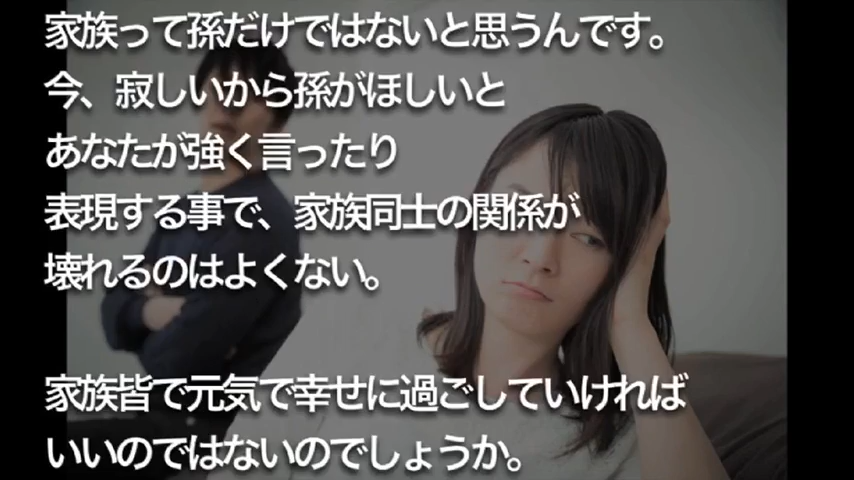 家族って孫だけではないと思うんです。
今、寂しいから孫がほしいと
あなたが強く言ったり
表現する事で、家族同士の関係が
壊れるのはよくない。
家族皆で元気で幸せに過ごしていければ
いいのではないのでしょうか。